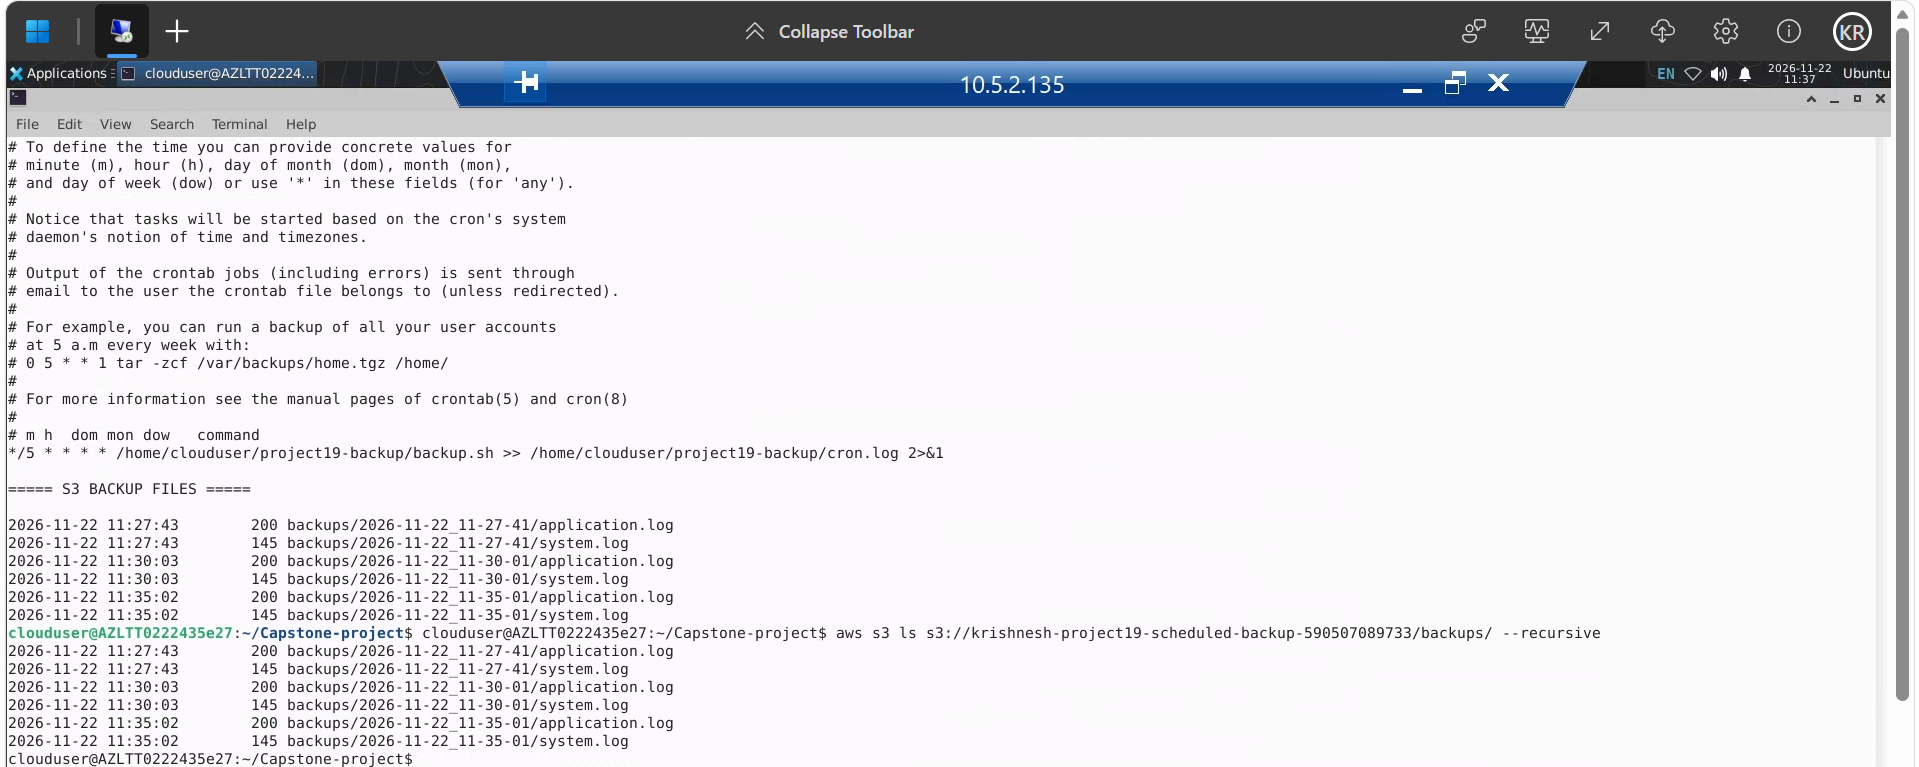 Collapse Toolbar
KR
Applications
clouduser@AZLTT02224...
10.5.2.135
EN
2026-11-22
11:37
Ubuntu
File Edit View Search Terminal Help
# To define the time you can provide concrete values for
# minute (m), hour (h), day of month (dom), month (mon),
# and day of week (dow) or use '*' in these fields (for 'any').
#
# Notice that tasks will be started based on the cron's system
# daemon's notion of time and timezones.
#
# Output of the crontab jobs (including errors) is sent through
# email to the user the crontab file belongs to (unless redirected).
#
# For example, you can run a backup of all your user accounts
# at 5 a.m every week with:
# 0 5 * * 1 tar -zcf /var/backups/home.tgz /home/
#
# For more information see the manual pages of crontab(5) and cron(8)
#
# m h  dom mon dow   command
*/5 * * * * /home/clouduser/project19-backup/backup.sh >> /home/clouduser/project19-backup/cron.log 2>&1
===== S3 BACKUP FILES =====
2026-11-22 11:27:43        200 backups/2026-11-22_11-27-41/application.log
2026-11-22 11:27:43        145 backups/2026-11-22_11-27-41/system.log
2026-11-22 11:30:03        200 backups/2026-11-22_11-30-01/application.log
2026-11-22 11:30:03        145 backups/2026-11-22_11-30-01/system.log
2026-11-22 11:35:02        200 backups/2026-11-22_11-35-01/application.log
2026-11-22 11:35:02        145 backups/2026-11-22_11-35-01/system.log
clouduser@AZLTT0222435e27:~/Capstone-project$ clouduser@AZLTT0222435e27:~/Capstone-project$ aws s3 ls s3://krishnesh-project19-scheduled-backup-590507089733/backups/ --recursive
2026-11-22 11:27:43        200 backups/2026-11-22_11-27-41/application.log
2026-11-22 11:27:43        145 backups/2026-11-22_11-27-41/system.log
2026-11-22 11:30:03        200 backups/2026-11-22_11-30-01/application.log
2026-11-22 11:30:03        145 backups/2026-11-22_11-30-01/system.log
2026-11-22 11:35:02        200 backups/2026-11-22_11-35-01/application.log
2026-11-22 11:35:02        145 backups/2026-11-22_11-35-01/system.log
clouduser@AZLTT0222435e27:~/Capstone-project$